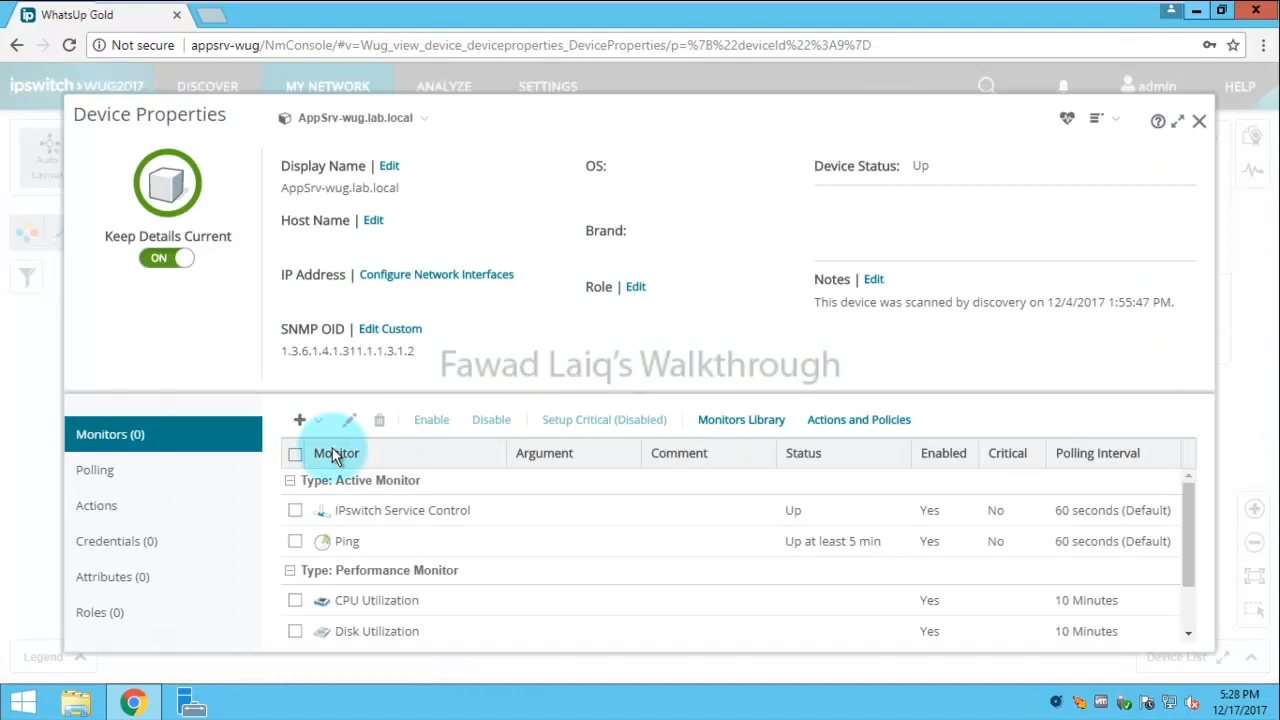 WhatsUp Gold
Not secure | appsrv-wug/NmConsole/#v=Wug_view_device_deviceproperties_DeviceProperties/p=%7B%22deviceId%22%3A9%7D
ipswitch WUG2017 DISCOVER MY NETWORK ANALYZE SETTINGS admin HELP
Device Properties
AppSrv-wug.lab.local
Auto
Layout
Keep Details Current
ON
Display Name | Edit
AppSrv-wug.lab.local
Host Name | Edit
IP Address | Configure Network Interfaces
SNMP OID | Edit Custom
1.3.6.1.4.1.311.1.1.3.1.2
OS:
Brand:
Role | Edit
Device Status: Up
Notes | Edit
This device was scanned by discovery on 12/4/2017 1:55:47 PM.
Fawad Laiq's Walkthrough
Monitors (0)
Polling
Actions
Credentials (0)
Attributes (0)
Roles (0)
Enable Disable Setup Critical (Disabled) Monitors Library Actions and Policies
Monitor Argument Comment Status Enabled Critical Polling Interval
Type: Active Monitor
IPswitch Service Control Up Yes No 60 seconds (Default)
Ping Up at least 5 min Yes No 60 seconds (Default)
Type: Performance Monitor
CPU Utilization Yes 10 Minutes
Disk Utilization Yes 10 Minutes
Legend
Device List
5:28 PM
12/17/2017